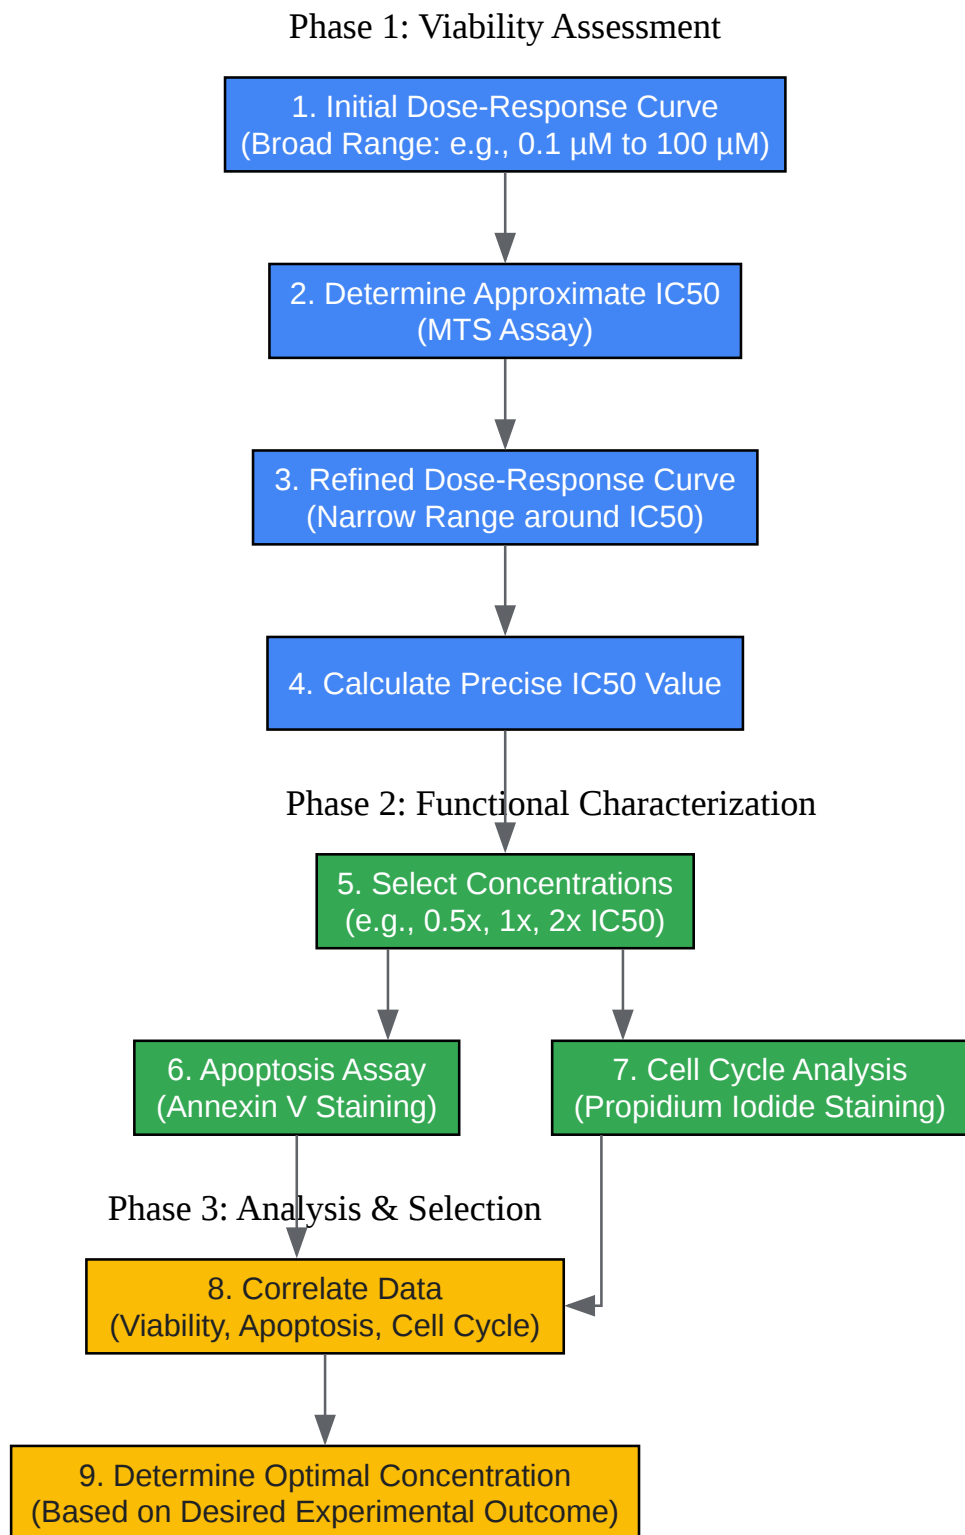 Phase 1: Viability Assessment
1. Initial Dose-Response Curve
(Broad Range: e.g., 0.1 µM to 100 µM)
2. Determine Approximate IC50
(MTS Assay)
3. Refined Dose-Response Curve
(Narrow Range around IC50)
4. Calculate Precise IC50 Value
Phase 2: Functional Characterization
5. Select Concentrations
(e.g., 0.5x, 1x, 2x IC50)
6. Apoptosis Assay
(Annexin V Staining)
7. Cell Cycle Analysis
(Propidium Iodide Staining)
Phase 3: Analysis & Selection
8. Correlate Data
(Viability, Apoptosis, Cell Cycle)
9. Determine Optimal Concentration
(Based on Desired Experimental Outcome)